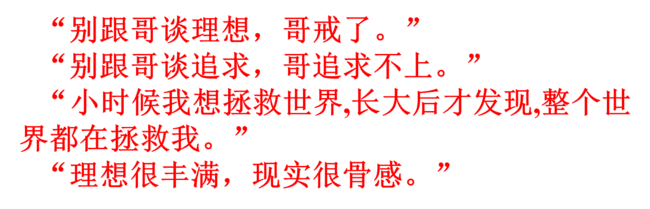 “别跟哥谈理想，哥戒了。”
“别跟哥谈追求，哥追求不上。”
“小时候我想拯救世界,长大后才发现,整个世
界都在拯救我。”
“理想很丰满，现实很骨感。”